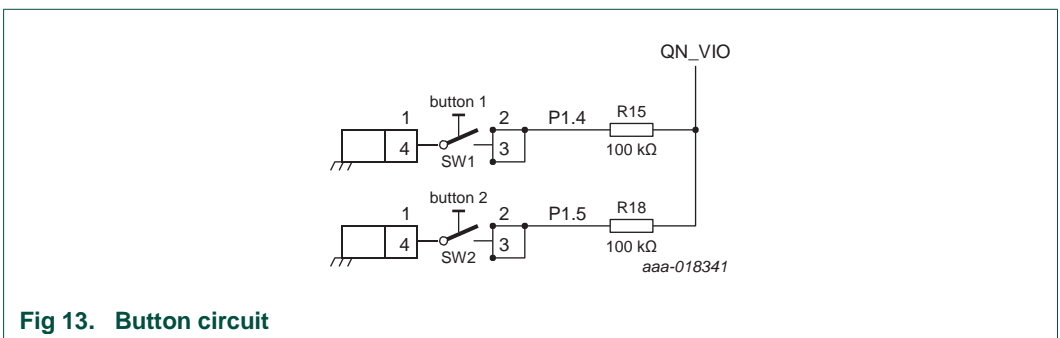 QN_VIO
button 1
1 2 P1.4 R15
4 3 100 kΩ
SW1
button 2
1 2 P1.5 R18
4 3 100 kΩ
SW2
aaa-018341
Fig 13. Button circuit